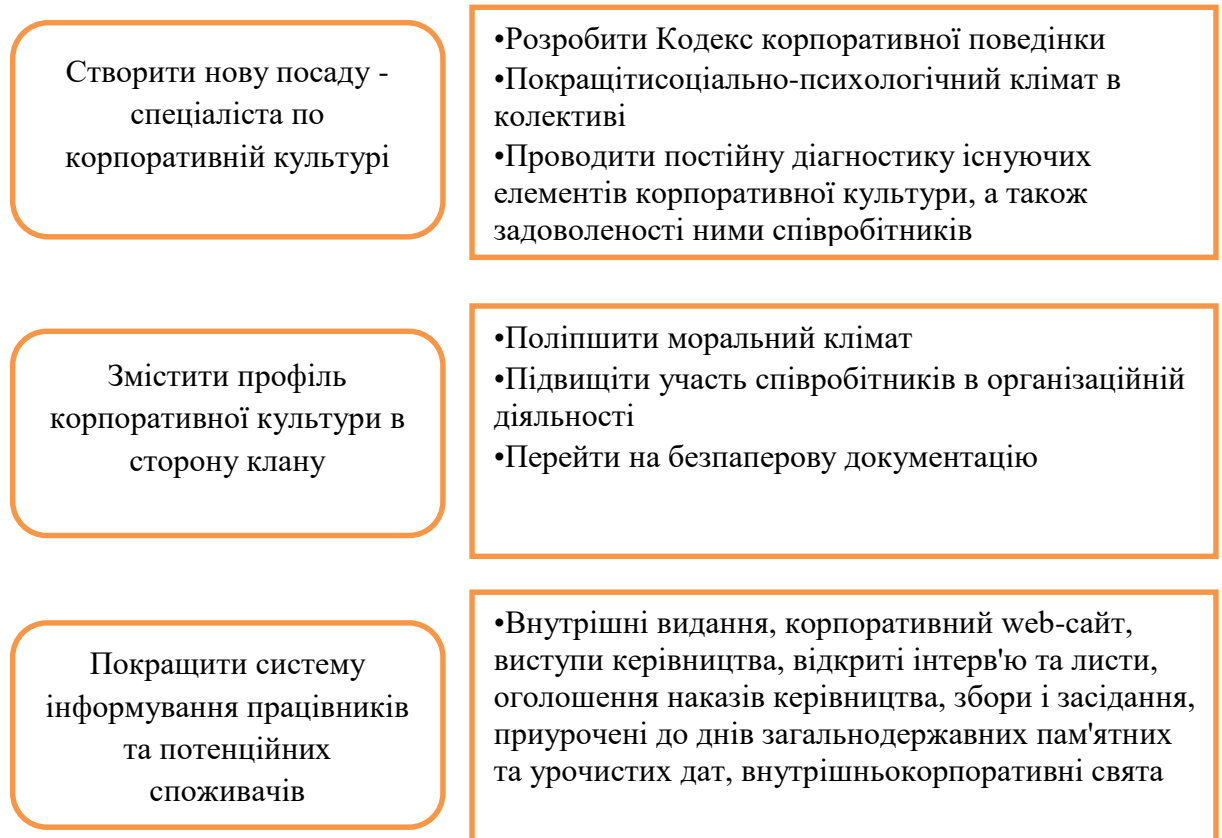 Створити нову посаду -
спеціаліста по
корпоративній культурі
•Розробити Кодекс корпоративної поведінки
•Покращітисоціально-психологічний клімат в
колективі
•Проводити постійну діагностику існуючих
елементів корпоративної культури, а також
задоволеності ними співробітників
Змістити профіль
корпоративної культури в
сторону клану
•Поліпшити моральний клімат
•Підвищіти участь співробітників в організаційній
діяльності
•Перейти на безпаперову документацію
Покращити систему
інформування працівників
та потенційних
споживачів
•Внутрішні видання, корпоративний web-сайт,
виступи керівництва, відкриті інтерв'ю та листи,
оголошення наказів керівництва, збори і засідання,
приурочені до днів загальнодержавних пам'ятних
та урочистих дат, внутрішньокорпоративні свята